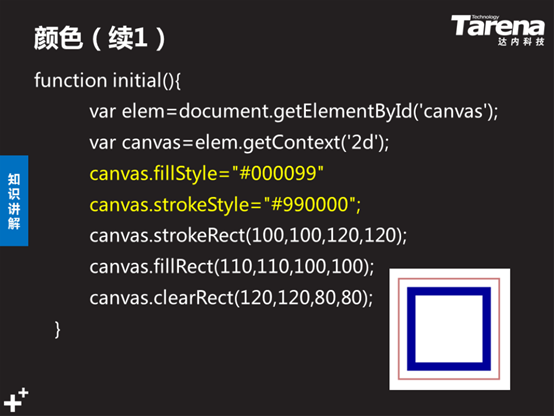 颜色（续1）
Technology
Tarena
达内科技
function initial(){
var elem=document.getElementById('canvas');
var canvas=elem.getContext('2d');
canvas.fillStyle="#000099"
canvas.strokeStyle="#990000";
canvas.strokeRect(100,100,120,120);
canvas.fillRect(110,110,100,100);
canvas.clearRect(120,120,80,80);
}
知识讲解